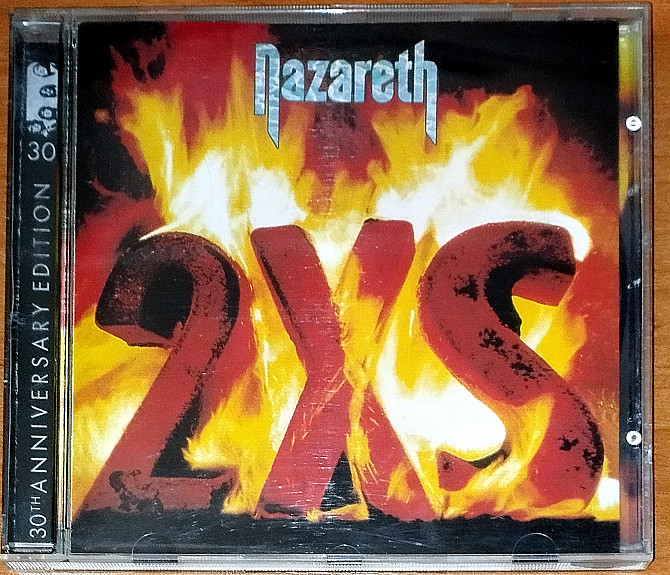 Nazareth
2XS
30TH ANNIVERSARY EDITION 30